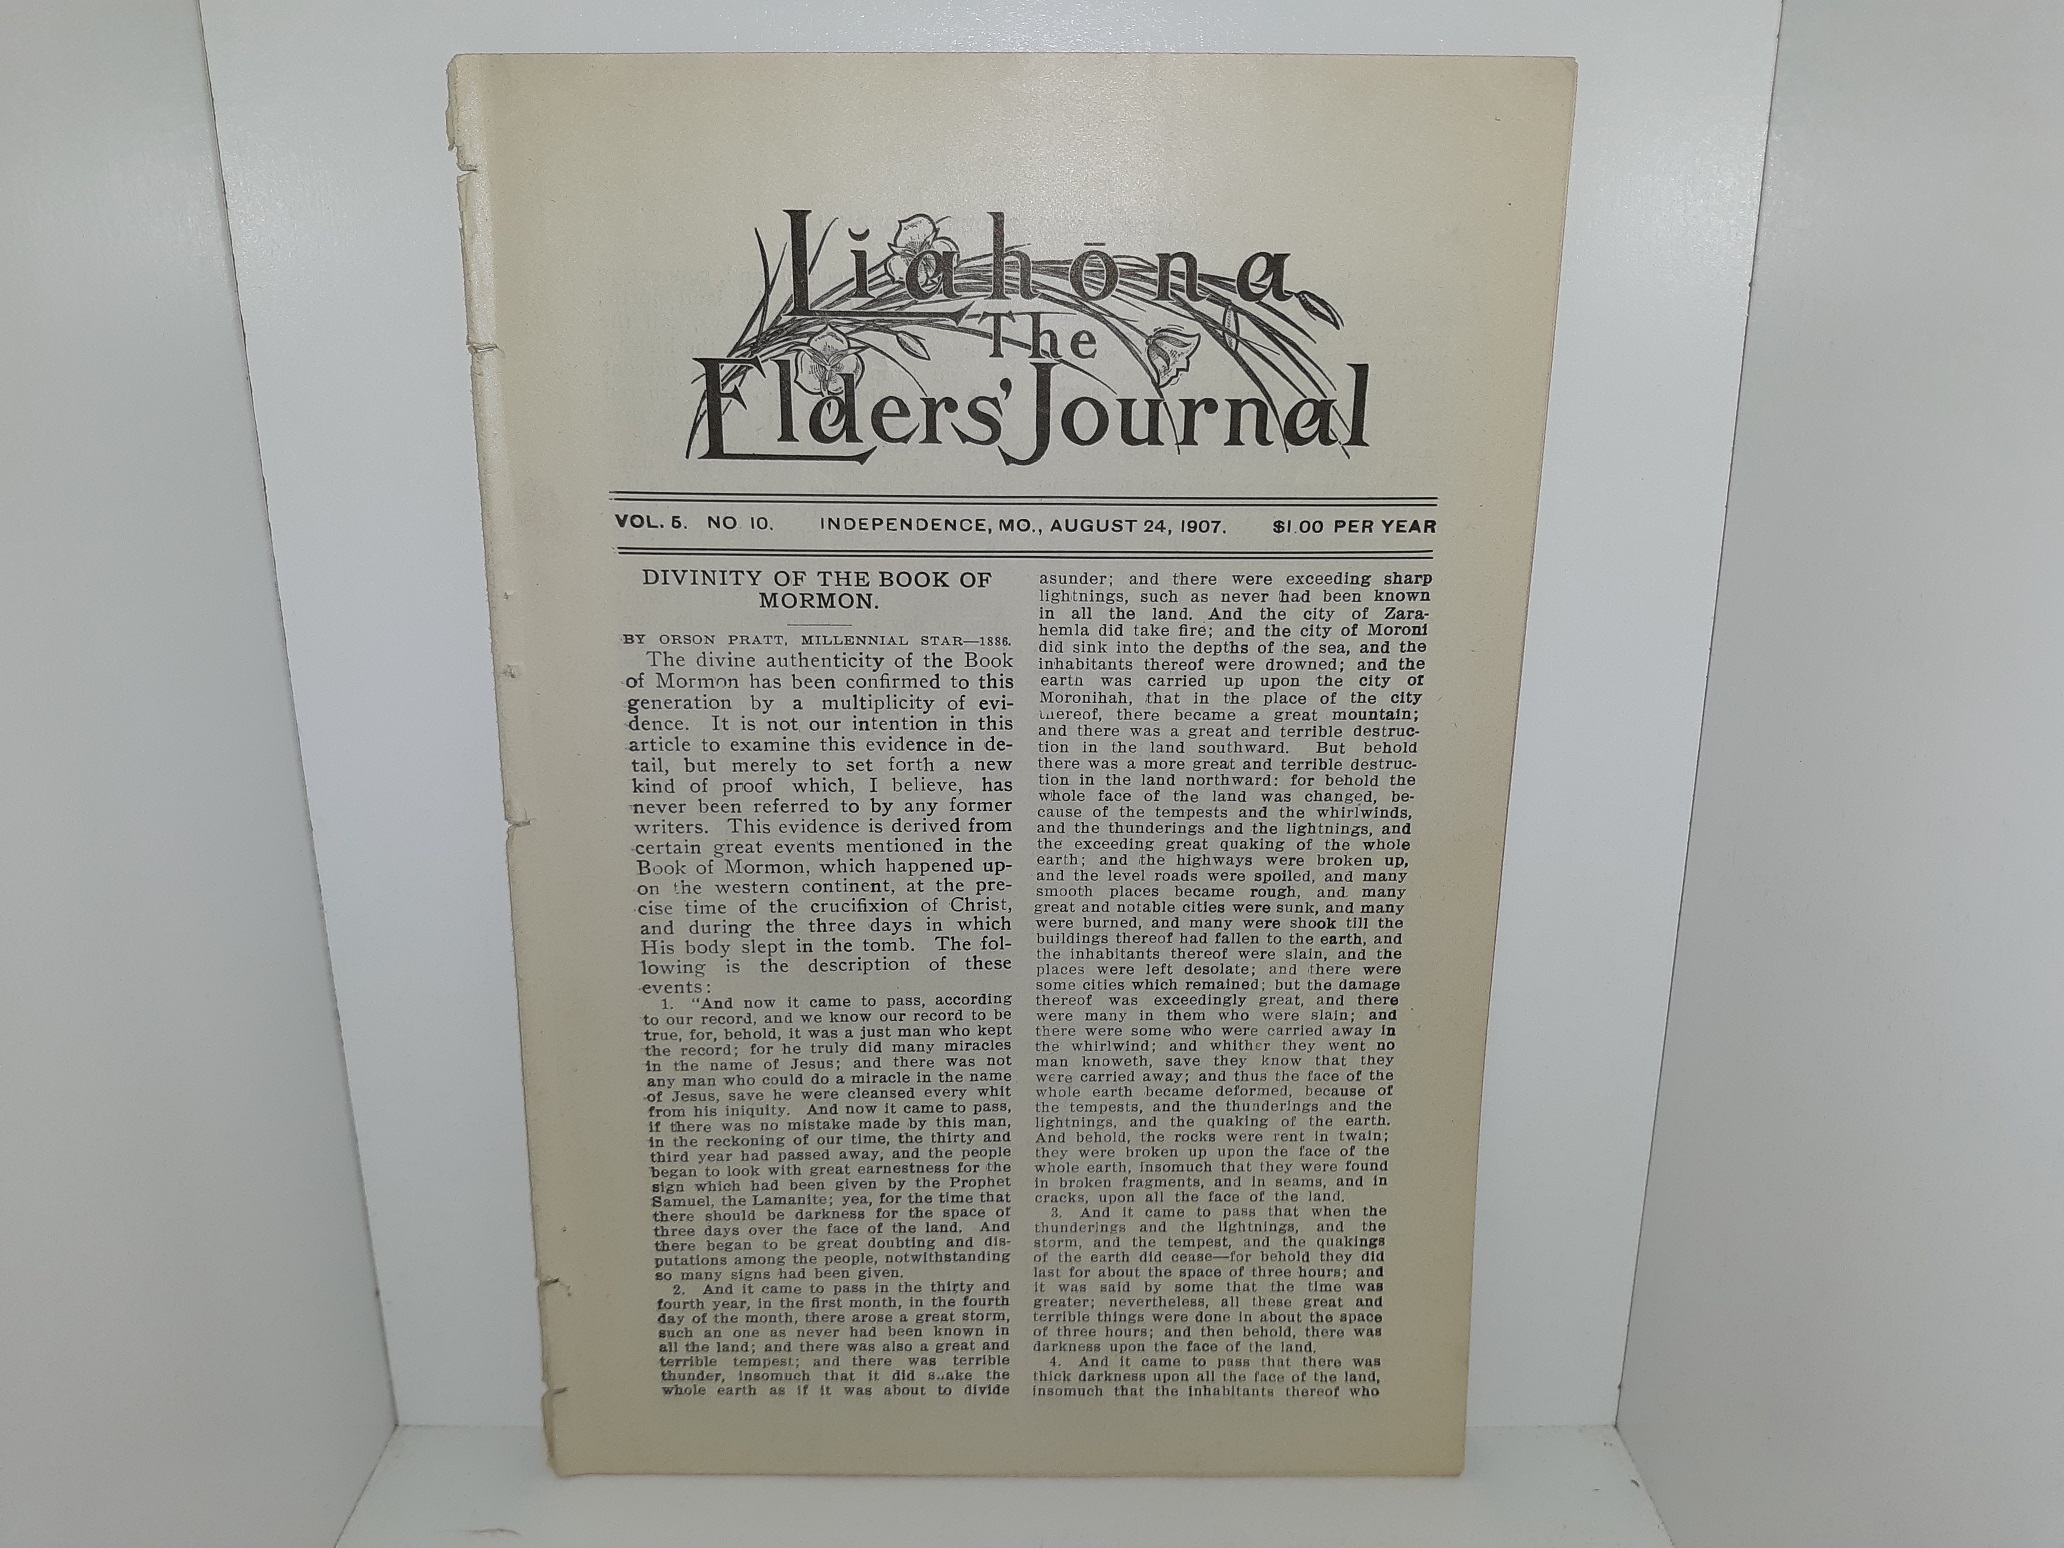 Lĭahōna
The
Elders' Journal
VOL. 5. NO 10. INDEPENDENCE, MO., AUGUST 24, 1907. $1.00 PER YEAR
DIVINITY OF THE BOOK OF
MORMON.
BY ORSON PRATT, MILLENNIAL STAR—1886.
The divine authenticity of the Book
of Mormon has been confirmed to this
generation by a multiplicity of evi-
dence. It is not our intention in this
article to examine this evidence in de-
tail, but merely to set forth a new
kind of proof which, I believe, has
never been referred to by any former
writers. This evidence is derived from
certain great events mentioned in the
Book of Mormon, which happened up-
on the western continent, at the pre-
cise time of the crucifixion of Christ,
and during the three days in which
His body slept in the tomb. The fol-
lowing is the description of these
events:
1. "And now it came to pass, according
to our record, and we know our record to be
true, for, behold, it was a just man who kept
the record; for he truly did many miracles
in the name of Jesus; and there was not
any man who could do a miracle in the name
of Jesus, save he were cleansed every whit
from his iniquity. And now it came to pass,
if there was no mistake made by this man,
in the reckoning of our time, the thirty and
third year had passed away, and the people
began to look with great earnestness for the
sign which had been given by the Prophet
Samuel, the Lamanite; yea, for the time that
there should be darkness for the space of
three days over the face of the land. And
there began to be great doubting and dis-
putations among the people, notwithstanding
so many signs had been given.
2. And it came to pass in the thirty and
fourth year, in the first month, in the fourth
day of the month, there arose a great storm,
such an one as never had been known in
all the land; and there was also a great and
terrible tempest; and there was terrible
thunder, insomuch that it did shake the
whole earth as if it was about to divide
asunder; and there were exceeding sharp
lightnings, such as never had been known
in all the land. And the city of Zara-
hemla did take fire; and the city of Moroni
did sink into the depths of the sea, and the
inhabitants thereof were drowned; and the
earth was carried up upon the city of
Moronihah, that in the place of the city
thereof, there became a great mountain;
and there was a great and terrible destruc-
tion in the land southward. But behold
there was a more great and terrible destruc-
tion in the land northward: for behold the
whole face of the land was changed, be-
cause of the tempests and the whirlwinds,
and the thunderings and the lightnings, and
the exceeding great quaking of the whole
earth; and the highways were broken up,
and the level roads were spoiled, and many
smooth places became rough, and many
great and notable cities were sunk, and many
were burned, and many were shook till the
buildings thereof had fallen to the earth, and
the inhabitants thereof were slain, and the
places were left desolate; and there were
some cities which remained; but the damage
thereof was exceedingly great, and there
were many in them who were slain; and
there were some who were carried away in
the whirlwind; and whither they went no
man knoweth, save they know that they
were carried away; and thus the face of the
whole earth became deformed, because of
the tempests, and the thunderings and the
lightnings, and the quaking of the earth.
And behold, the rocks were rent in twain;
they were broken up upon the face of the
whole earth, insomuch that they were found
in broken fragments, and in seams, and in
cracks, upon all the face of the land.
3. And it came to pass that when the
thunderings and the lightnings, and the
storm, and the tempest, and the quakings
of the earth did cease—for behold they did
last for about the space of three hours; and
it was said by some that the time was
greater; nevertheless, all these great and
terrible things were done in about the space
of three hours; and then behold, there was
darkness upon the face of the land.
4. And it came to pass that there was
thick darkness upon all the face of the land,
insomuch that the inhabitants thereof who